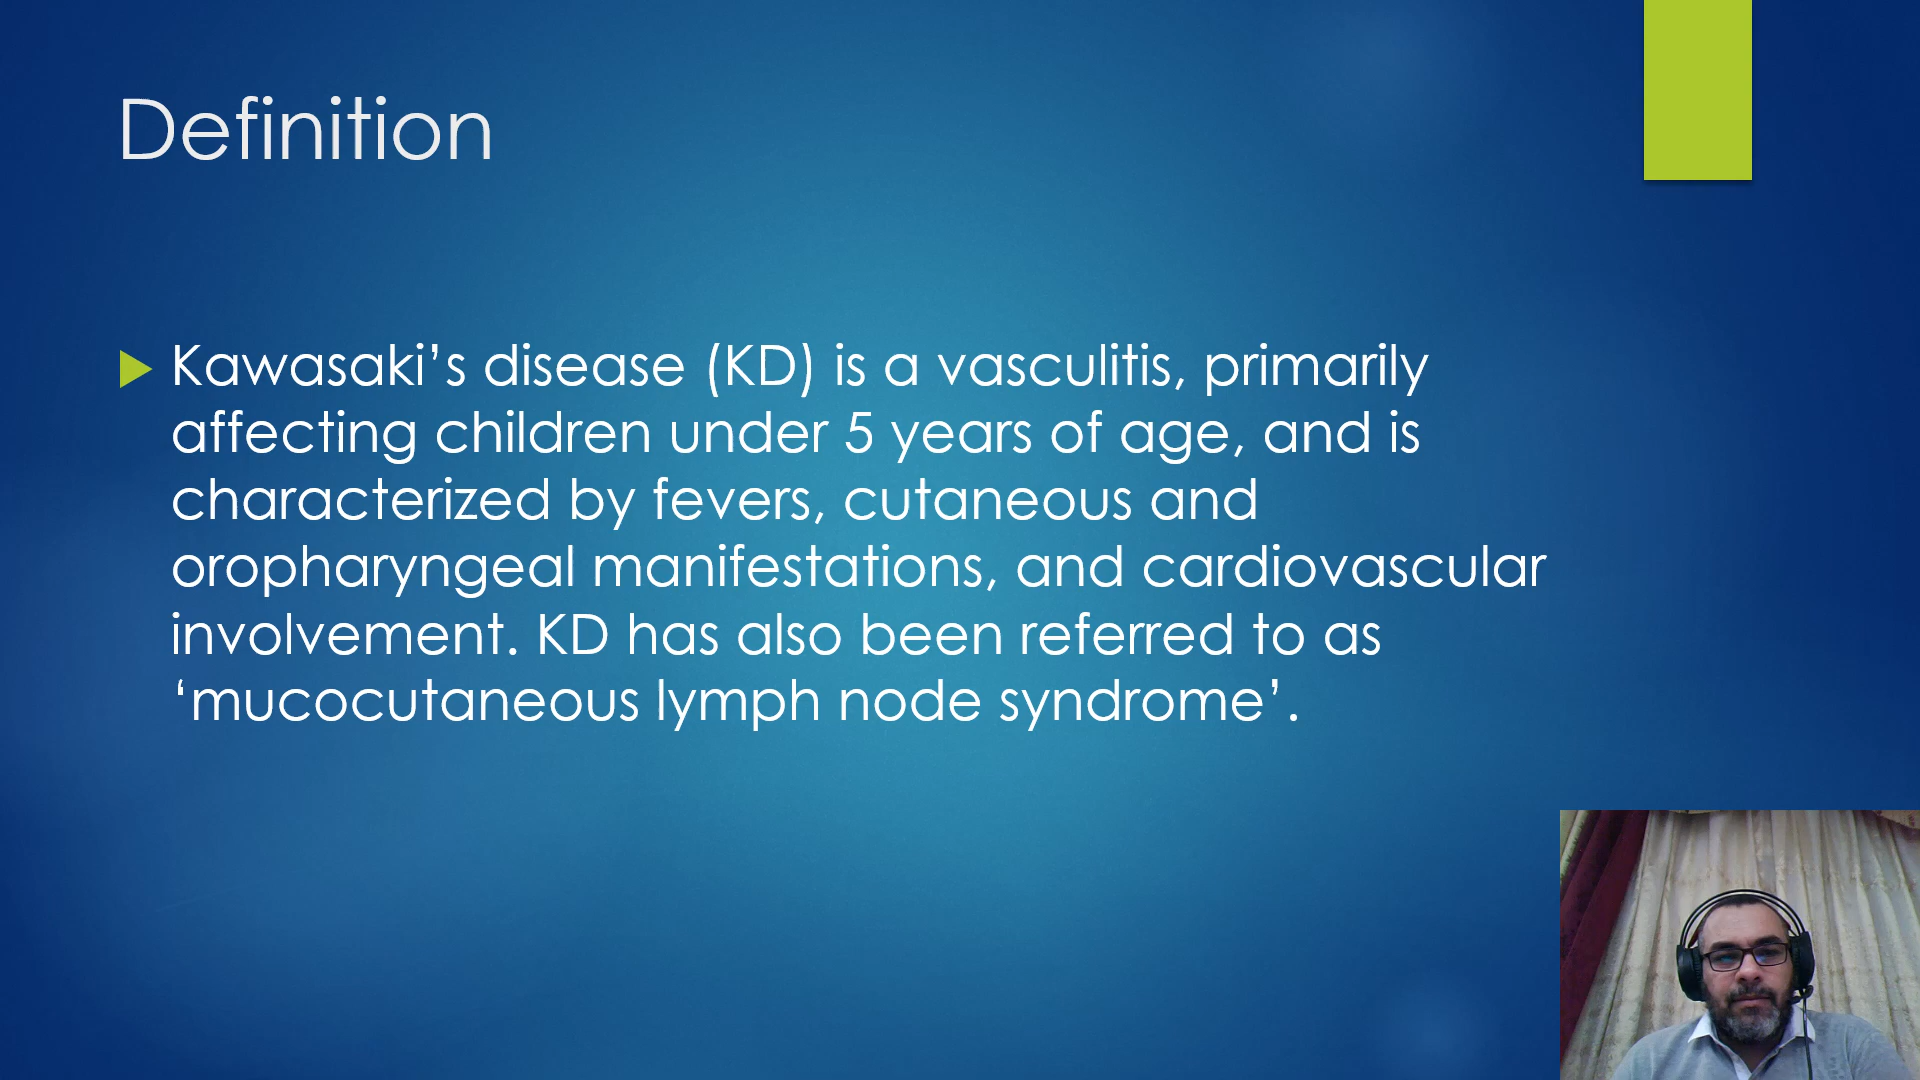 Definition
Kawasaki’s disease (KD) is a vasculitis, primarily
affecting children under 5 years of age, and is
characterized by fevers, cutaneous and
oropharyngeal manifestations, and cardiovascular
involvement. KD has also been referred to as
‘mucocutaneous lymph node syndrome’.